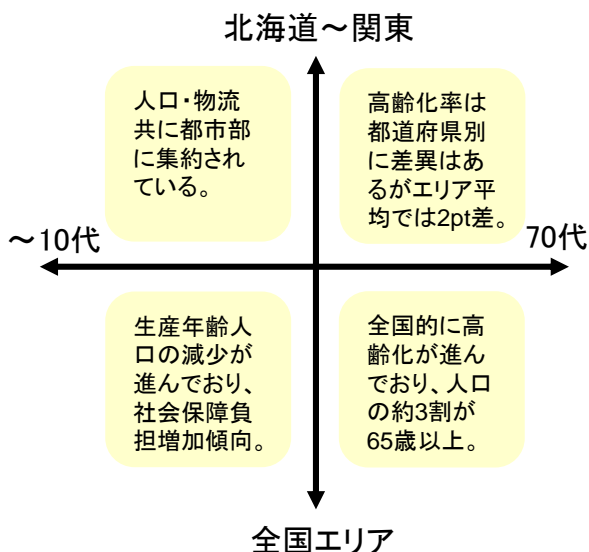 北海道～関東
人口・物流
共に都市部
に集約され
ている。
高齢化率は
都道府県別
に差異はあ
るがエリア平
均では2pt差。
～10代
70代
生産年齢人
口の減少が
進んでおり、
社会保障負
担増加傾向。
全国的に高
齢化が進ん
でおり、人口
の約3割が
65歳以上。
全国エリア